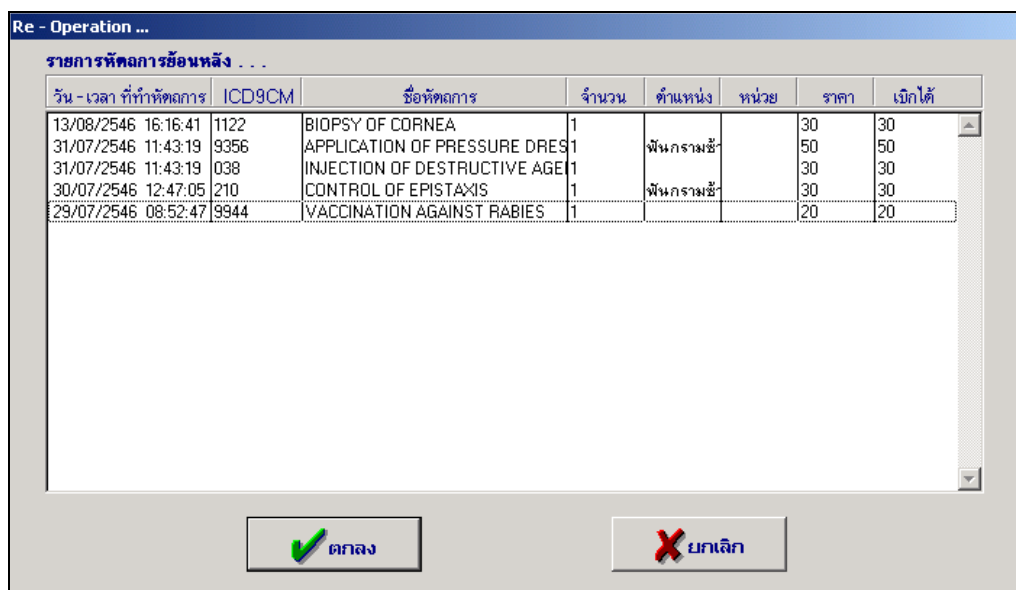 Re - Operation ...
รายการหัตถการย้อนหลัง . . .
วัน - เวลา ที่ทำหัตถการ ICD9CM ชื่อหัตถการ จำนวน ตำแหน่ง หน่วย ราคา เบิกได้
13/08/2546 16:16:41 1122 BIOPSY OF CORNEA 1 30 30
31/07/2546 11:43:19 9356 APPLICATION OF PRESSURE DRES 1 ฟันกรามซ้ 50 50
31/07/2546 11:43:19 038 INJECTION OF DESTRUCTIVE AGE 1 30 30
30/07/2546 12:47:05 210 CONTROL OF EPISTAXIS 1 ฟันกรามซ้ 30 30
29/07/2546 08:52:47 9944 VACCINATION AGAINST RABIES 1 20 20
ตกลง ยกเลิก